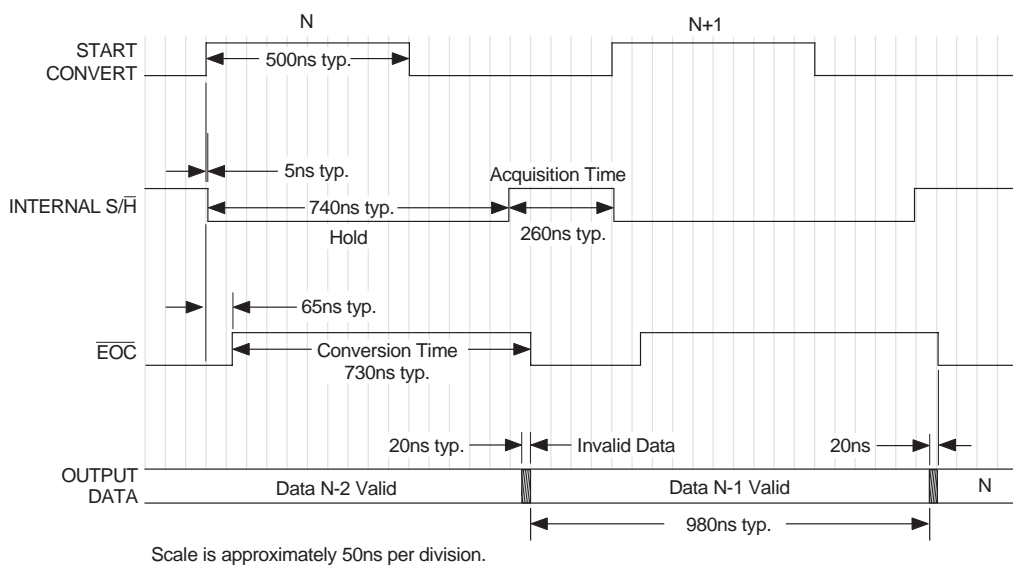 N
N+1
START
CONVERT
500ns typ.
5ns typ.
Acquisition Time
INTERNAL S/H̅
740ns typ.
260ns typ.
Hold
65ns typ.
E̅O̅C̅
Conversion Time
730ns typ.
20ns typ.
Invalid Data
20ns
OUTPUT
DATA
Data N-2 Valid
Data N-1 Valid
N
980ns typ.
Scale is approximately 50ns per division.